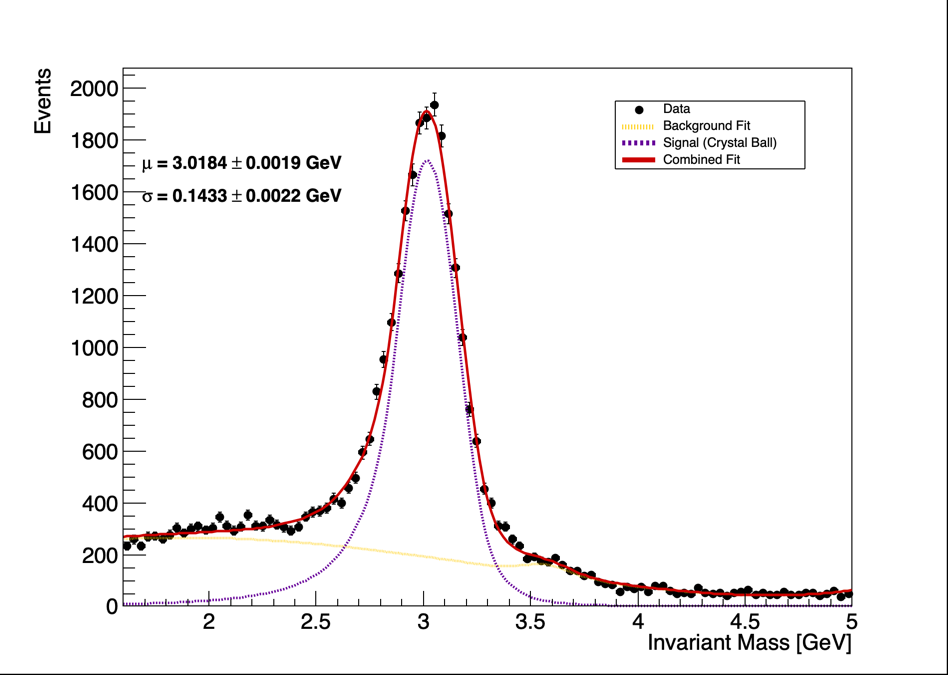 Events
2000
1800
1600
1400
1200
1000
800
600
400
200
0
μ = 3.0184 ± 0.0019 GeV
σ = 0.1433 ± 0.0022 GeV
Data
Background Fit
Signal (Crystal Ball)
Combined Fit
2 2.5 3 3.5 4 4.5 5
Invariant Mass [GeV]